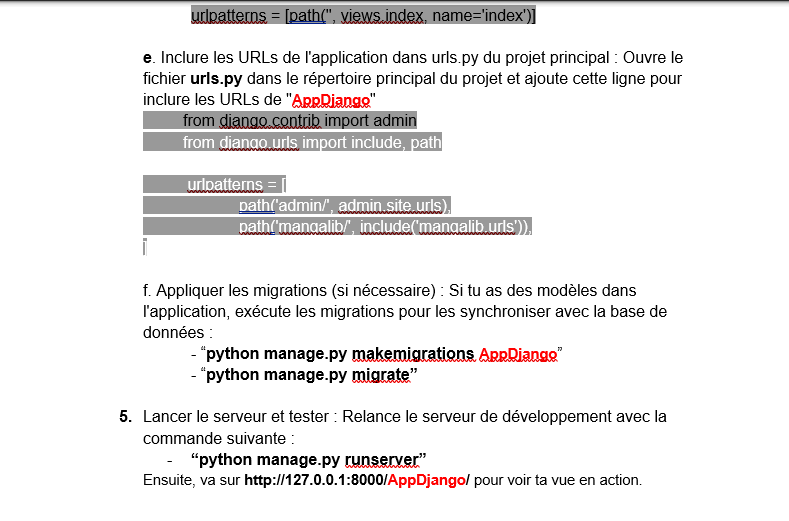 urlpatterns = [path('', views.index, name='index')]
e. Inclure les URLs de l'application dans urls.py du projet principal : Ouvre le
fichier urls.py dans le répertoire principal du projet et ajoute cette ligne pour
inclure les URLs de "AppDjango"
from django.contrib import admin
from django.urls import include, path
urlpatterns = [
path('admin/', admin.site.urls),
path('mangalib/', include('mangalib.urls')),
]
f. Appliquer les migrations (si nécessaire) : Si tu as des modèles dans
l'application, exécute les migrations pour les synchroniser avec la base de
données :
- “python manage.py makemigrations AppDjango”
- “python manage.py migrate”
5. Lancer le serveur et tester : Relance le serveur de développement avec la
commande suivante :
- “python manage.py runserver”
Ensuite, va sur http://127.0.0.1:8000/AppDjango/ pour voir ta vue en action.